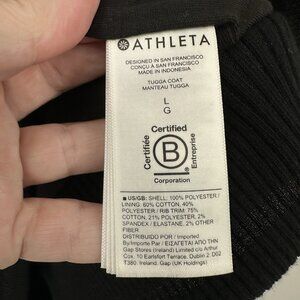 ATHLETA
DESIGNED IN SAN FRANCISCO
CONÇU A SAN FRANCISCO
MADE IN INDONESIA
TUGGA COAT
MANTEAU TUGGA
L
G
Certified
Certifiée
B
Entreprise
Corporation
US/GB: SHELL: 100% POLYESTER /
LINING: 60% COTTON, 40%
POLYESTER / RIB TRIM: 75%
COTTON, 21% POLYESTER, 2%
SPANDEX / ELASTANE, 2% OTHER
FIBER
DISTRIBUIDO POR / Imported
By/Importe Par / ΕΙΣΑΓΕΤΑΙ ΑΠΟ ΤΗΝ
Gap Stores (Ireland) Ltd. C/o Arthur
Cox, 10 Earlsfort Terrace, Dublin 2 D02
T380, Ireland. Gap (UK Holdings)